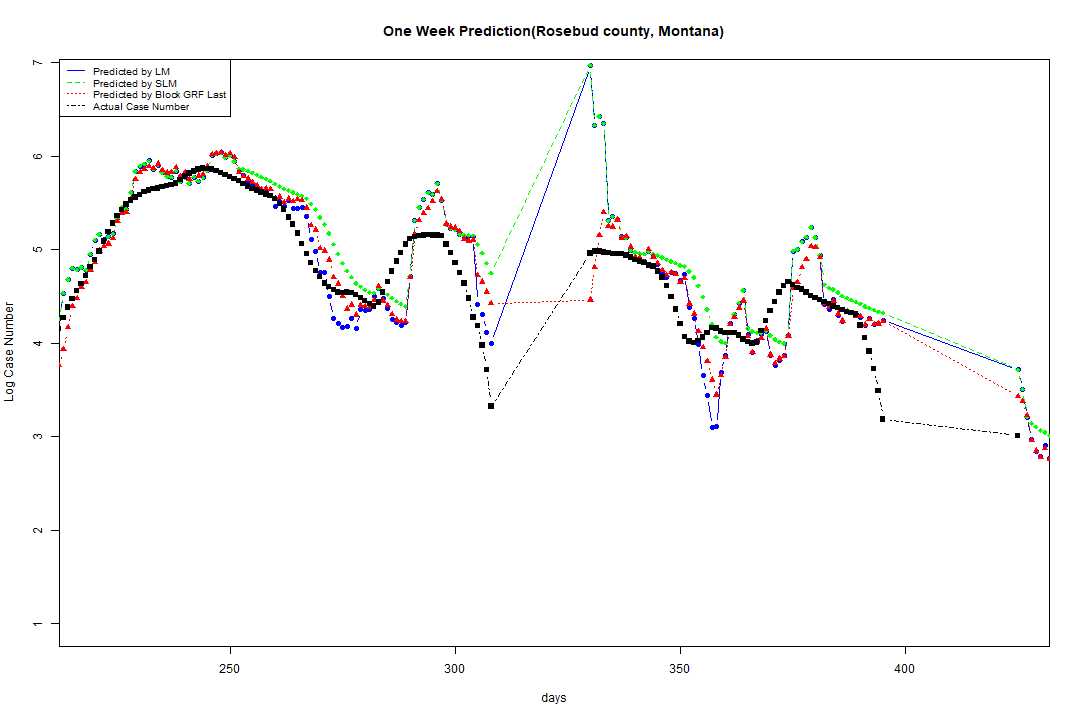 One Week Prediction(Rosebud county, Montana)
Predicted by LM
Predicted by SLM
Predicted by Block GRF Last
Actual Case Number
7
6
5
4
3
2
1
Log Case Number
250 300 350 400
days